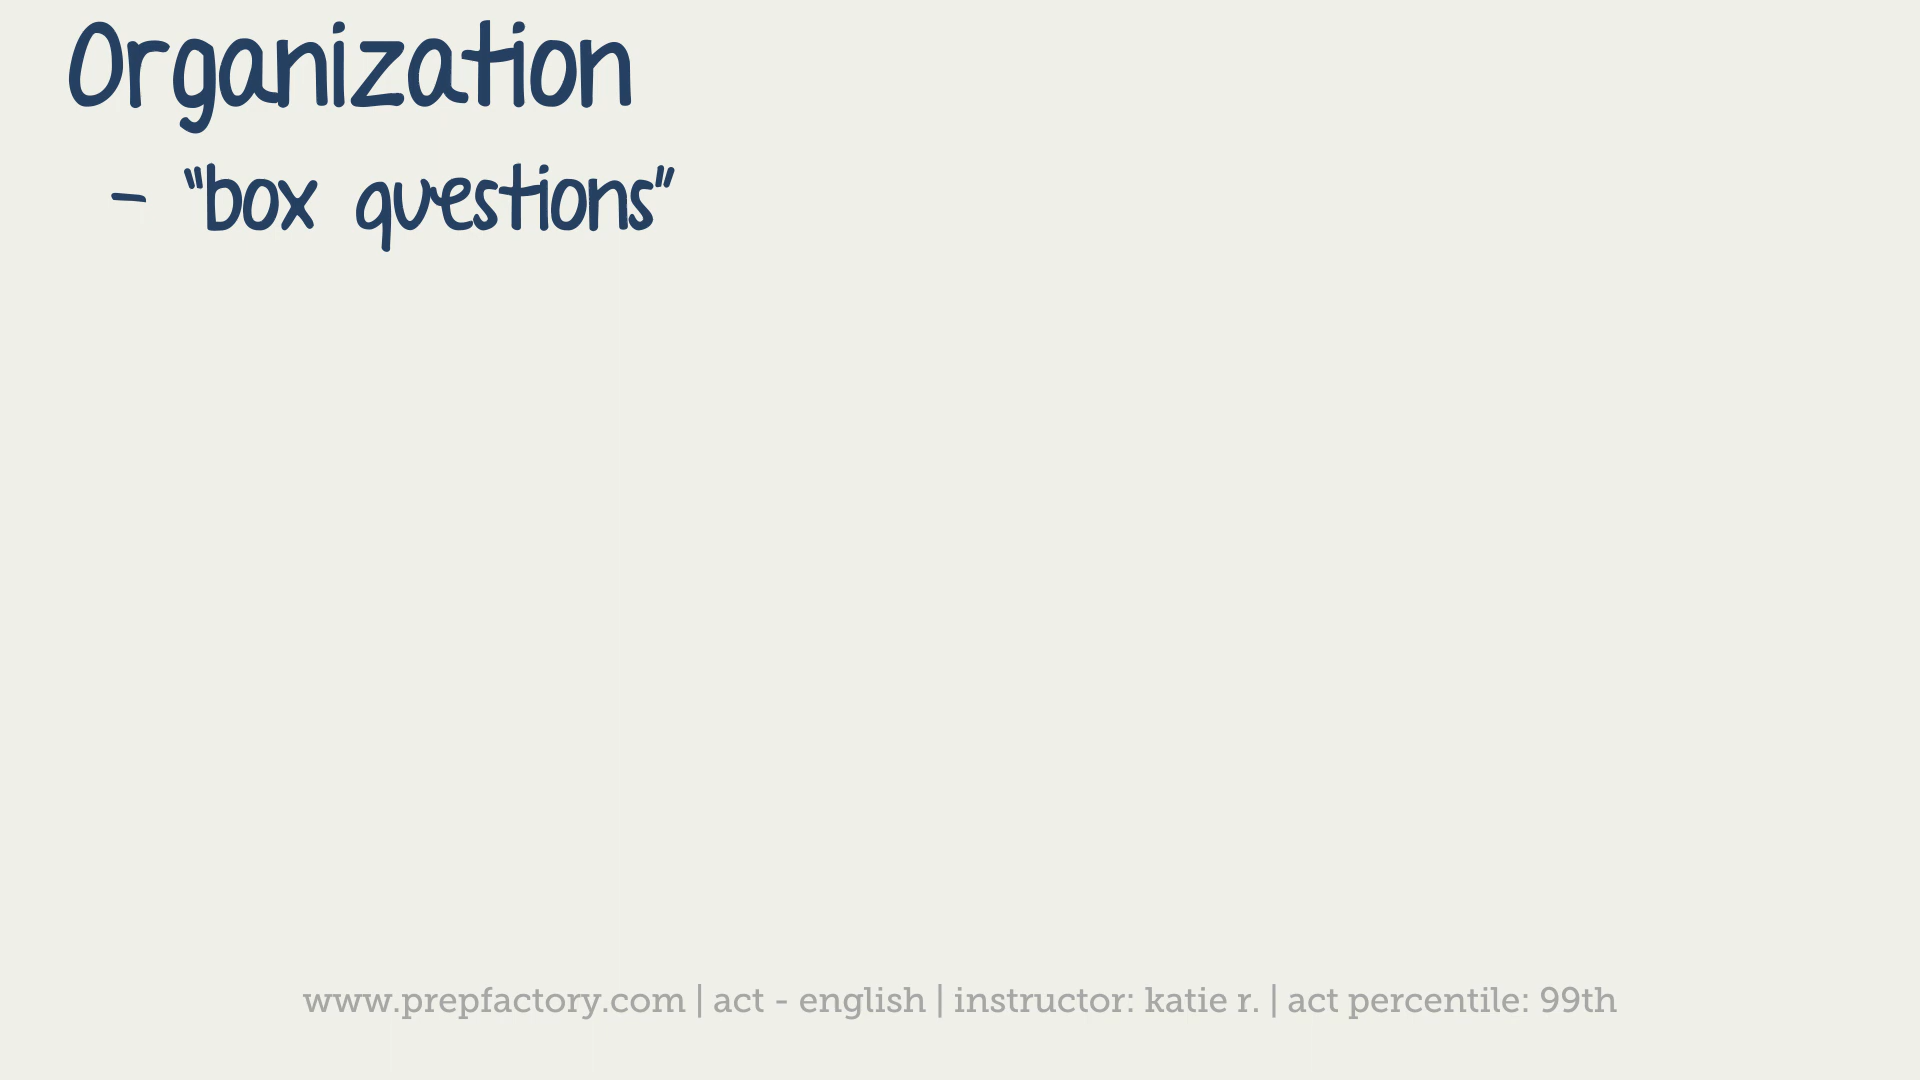 Organization
- "box questions"
www.prepfactory.com | act - english | instructor: katie r. | act percentile: 99th